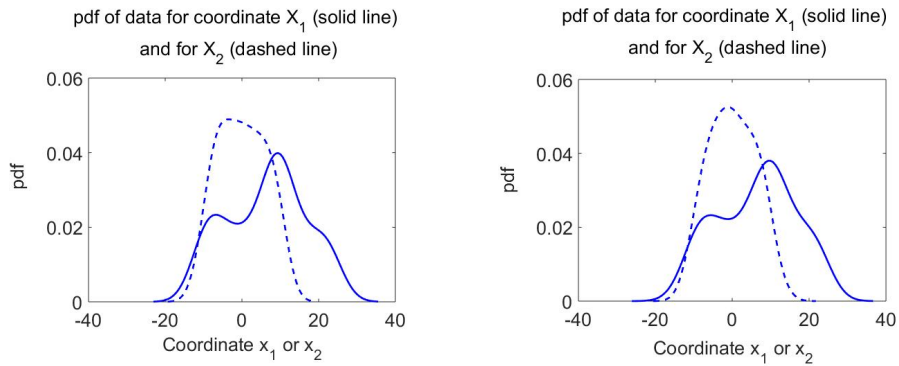 pdf of data for coordinate X₁ (solid line)
and for X₂ (dashed line)
0.06
0.04
0.02
0
pdf
-40
-20
0
20
40
Coordinate x₁ or x₂
pdf of data for coordinate X₁ (solid line)
and for X₂ (dashed line)
0.06
0.04
0.02
0
pdf
-40
-20
0
20
40
Coordinate x₁ or x₂